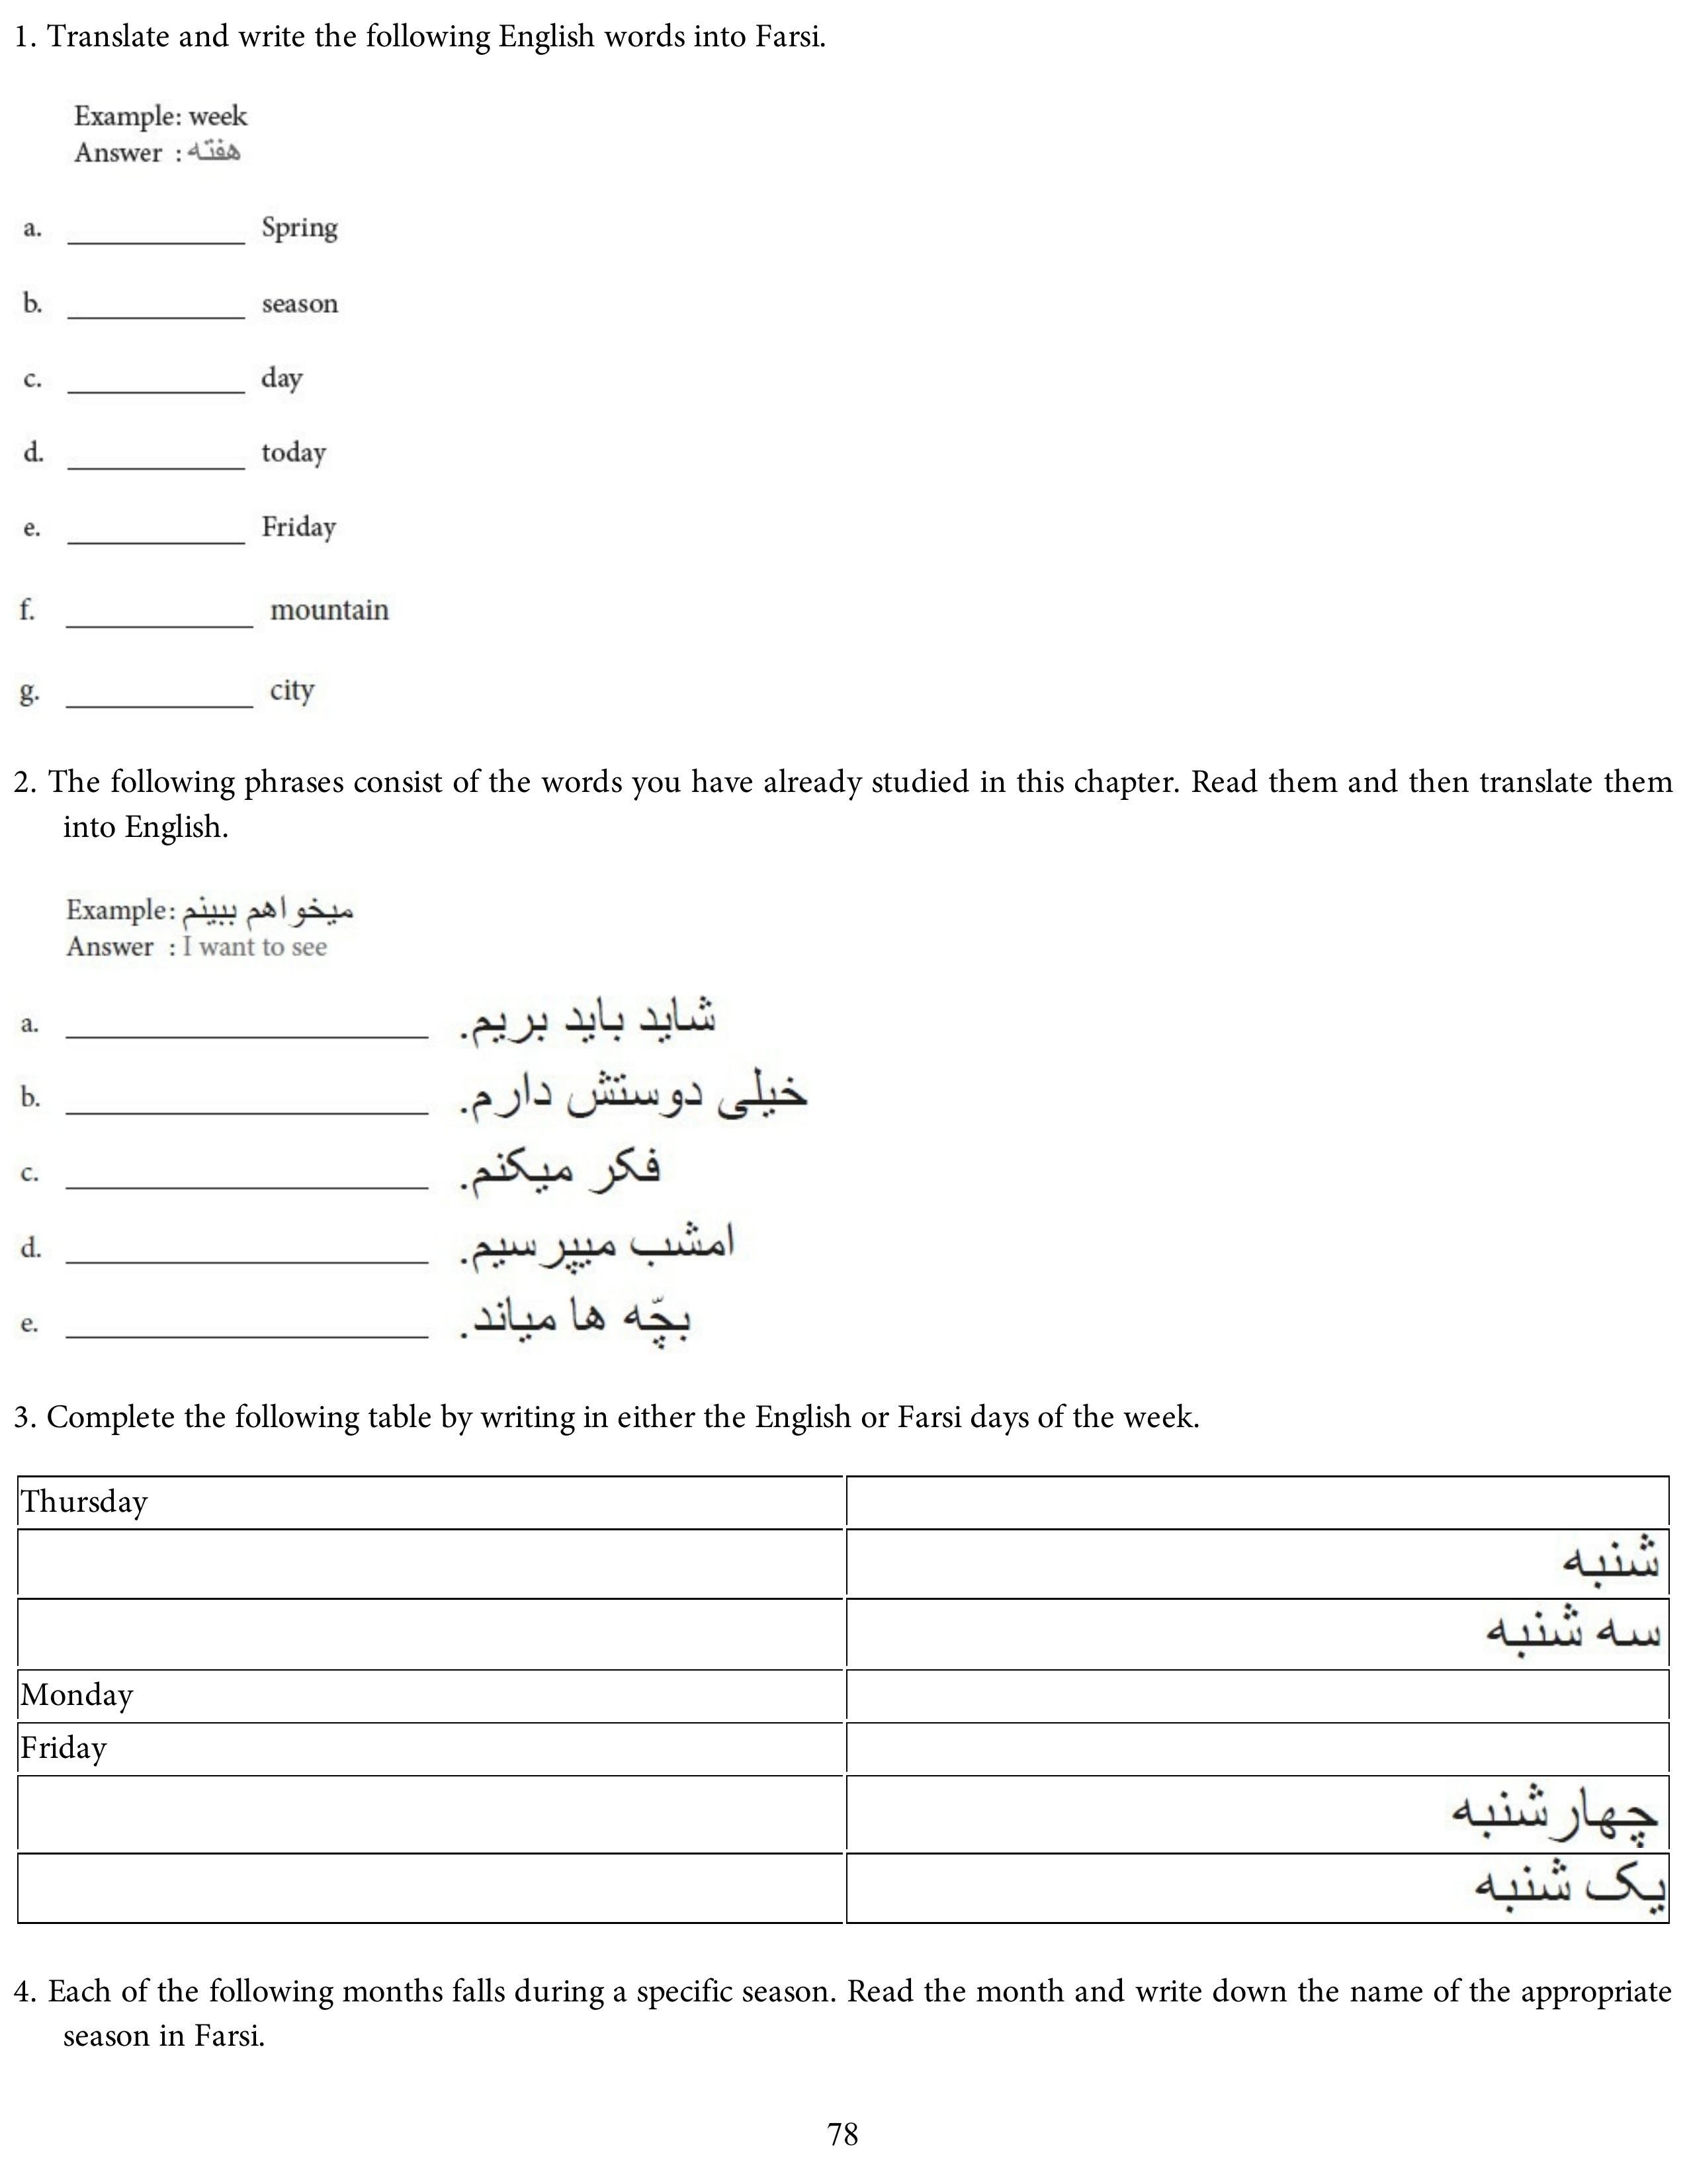 1. Translate and write the following English words into Farsi.
Example: week
Answer : هفته
a. ____________ Spring
b. ____________ season
c. ____________ day
d. ____________ today
e. ____________ Friday
f. ____________ mountain
g. ____________ city
2. The following phrases consist of the words you have already studied in this chapter. Read them and then translate them
into English.
Example: میخواهم ببینم
Answer : I want to see
a. ____________ شاید باید بریم.
b. ____________ خیلی دوستش دارم.
c. ____________ فکر میکنم.
d. ____________ امشب میپرسیم.
e. ____________ بچّه ها میاند.
3. Complete the following table by writing in either the English or Farsi days of the week.
Thursday
شنبه
سه شنبه
Monday
Friday
چهارشنبه
یک شنبه
4. Each of the following months falls during a specific season. Read the month and write down the name of the appropriate
season in Farsi.
78